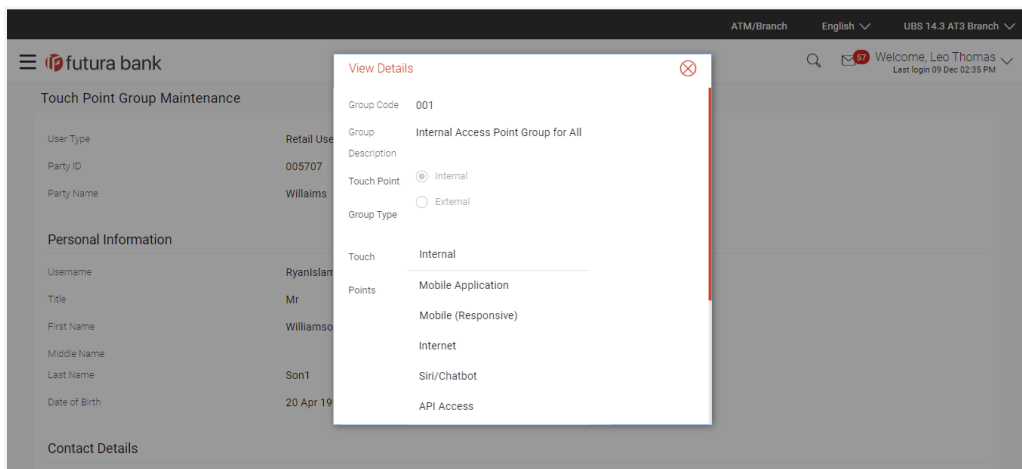 ATM/Branch English UBS 14.3 AT3 Branch
futura bank
57 Welcome, Leo Thomas
Last login 09 Dec 02:35 PM
Touch Point Group Maintenance
User Type Retail Use
Party ID 005707
Party Name Willaims
Personal Information
Username RyanIslam
Title Mr
First Name Williamso
Middle Name
Last Name Son1
Date of Birth 20 Apr 19
Contact Details
View Details
Group Code 001
Group Internal Access Point Group for All
Description
Touch Point Internal
External
Group Type
Touch Internal
Points Mobile Application
Mobile (Responsive)
Internet
Siri/Chatbot
API Access